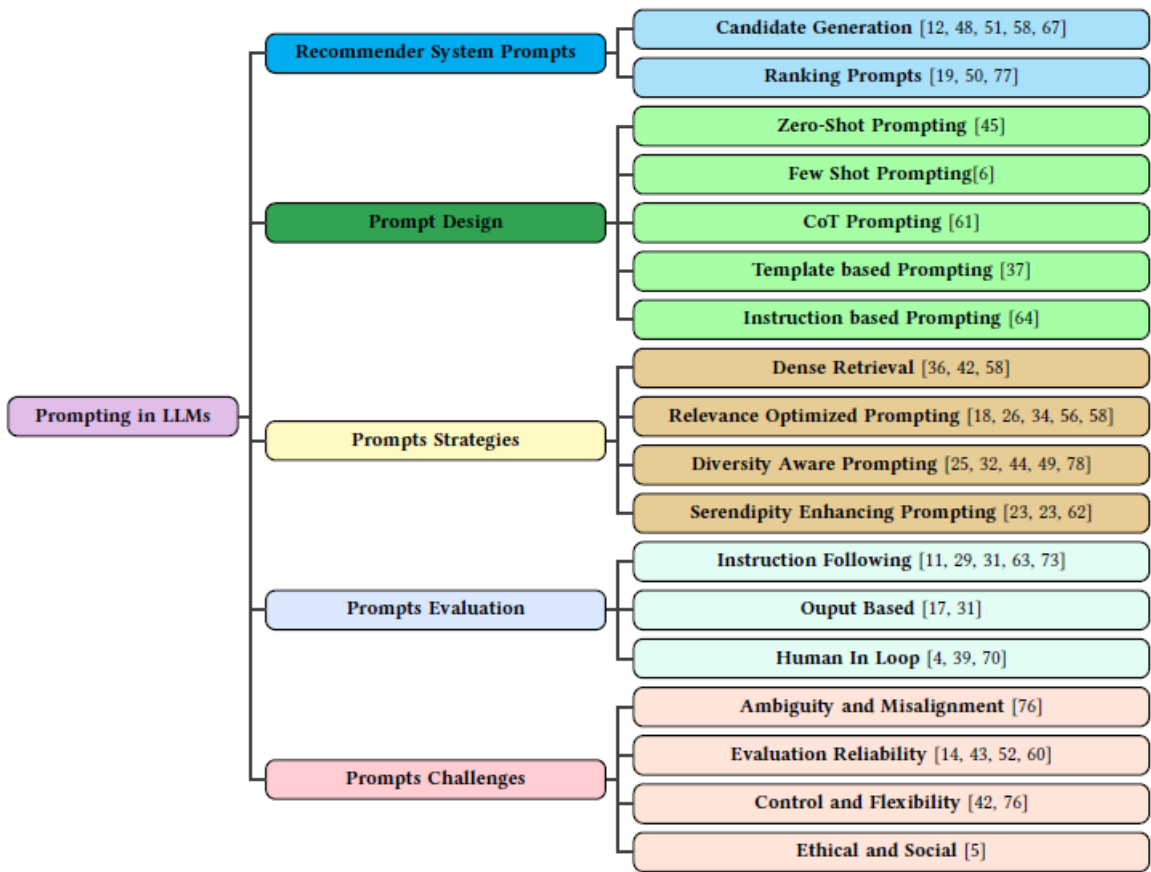 Candidate Generation [12, 48, 51, 58, 67]
Recommender System Prompts
Ranking Prompts [19, 50, 77]
Zero-Shot Prompting [45]
Few Shot Prompting[6]
Prompt Design
CoT Prompting [61]
Template based Prompting [37]
Instruction based Prompting [64]
Dense Retrieval [36, 42, 58]
Prompting in LLMs
Relevance Optimized Prompting [18, 26, 34, 56, 58]
Prompts Strategies
Diversity Aware Prompting [25, 32, 44, 49, 78]
Serendipity Enhancing Prompting [23, 23, 62]
Instruction Following [11, 29, 31, 63, 73]
Prompts Evaluation
Ouput Based [17, 31]
Human In Loop [4, 39, 70]
Ambiguity and Misalignment [76]
Evaluation Reliability [14, 43, 52, 60]
Prompts Challenges
Control and Flexibility [42, 76]
Ethical and Social [5]